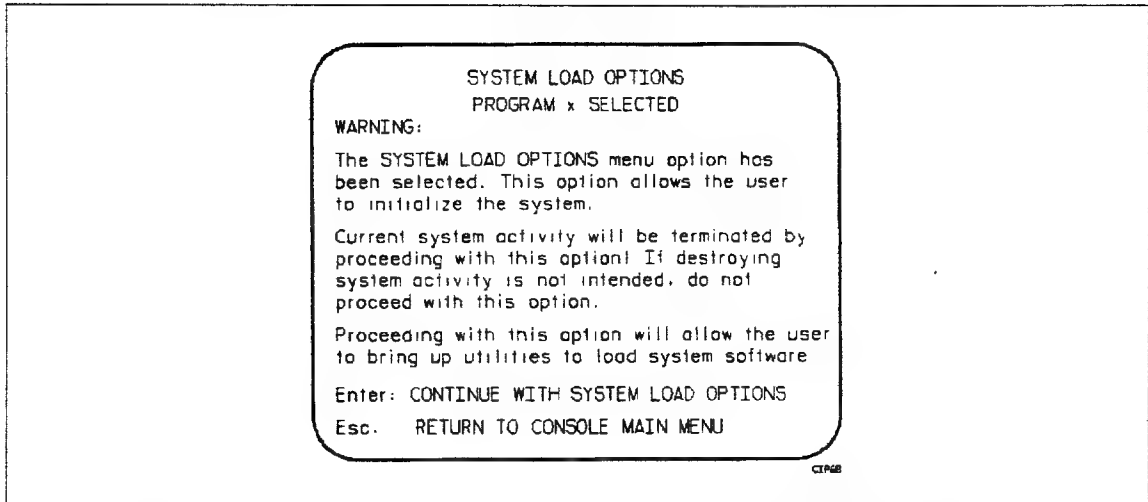 SYSTEM LOAD OPTIONS
PROGRAM x SELECTED
WARNING:
The SYSTEM LOAD OPTIONS menu option has
been selected. This option allows the user
to initialize the system.
Current system activity will be terminated by
proceeding with this option! If destroying
system activity is not intended, do not
proceed with this option.
Proceeding with this option will allow the user
to bring up utilities to load system software
Enter: CONTINUE WITH SYSTEM LOAD OPTIONS
Esc. RETURN TO CONSOLE MAIN MENU